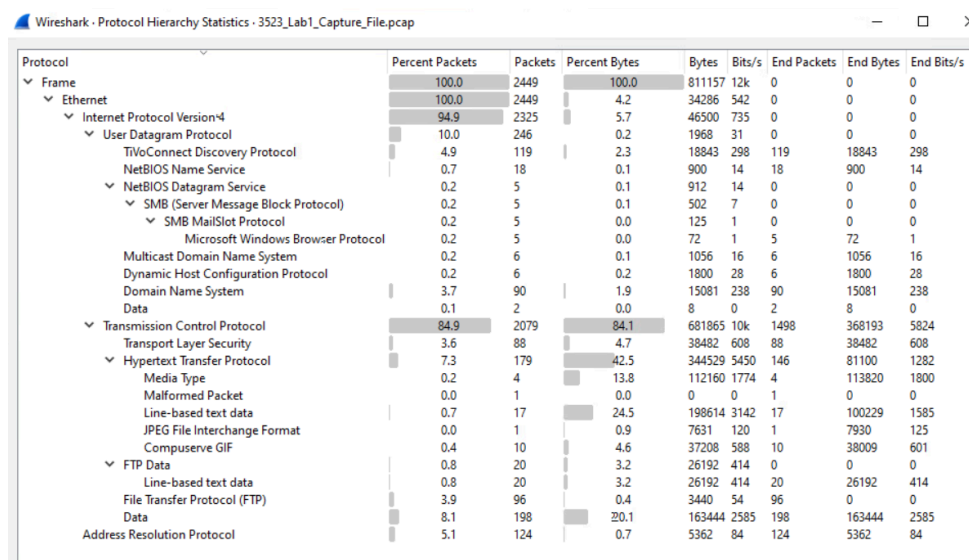 Wireshark · Protocol Hierarchy Statistics · 3523_Lab1_Capture_File.pcap
Protocol Percent Packets Packets Percent Bytes Bytes Bits/s End Packets End Bytes End Bits/s
Frame 100.0 2449 100.0 811157 12k 0 0 0
Ethernet 100.0 2449 4.2 34286 542 0 0 0
Internet Protocol Version 4 94.9 2325 5.7 46500 735 0 0 0
User Datagram Protocol 10.0 246 0.2 1968 31 0 0 0
TiVoConnect Discovery Protocol 4.9 119 2.3 18843 298 119 18843 298
NetBIOS Name Service 0.7 18 0.1 900 14 18 900 14
NetBIOS Datagram Service 0.2 5 0.1 912 14 0 0 0
SMB (Server Message Block Protocol) 0.2 5 0.1 502 7 0 0 0
SMB MailSlot Protocol 0.2 5 0.0 125 1 0 0 0
Microsoft Windows Browser Protocol 0.2 5 0.0 72 1 5 72 1
Multicast Domain Name System 0.2 6 0.1 1056 16 6 1056 16
Dynamic Host Configuration Protocol 0.2 6 0.2 1800 28 6 1800 28
Domain Name System 3.7 90 1.9 15081 238 90 15081 238
Data 0.1 2 0.0 8 0 2 8 0
Transmission Control Protocol 84.9 2079 84.1 681865 10k 1498 368193 5824
Transport Layer Security 3.6 88 4.7 38482 608 88 38482 608
Hypertext Transfer Protocol 7.3 179 42.5 344529 5450 146 81100 1282
Media Type 0.2 4 13.8 112160 1774 4 113820 1800
Malformed Packet 0.0 1 0.0 0 0 1 0 0
Line-based text data 0.7 17 24.5 198614 3142 17 100229 1585
JPEG File Interchange Format 0.0 1 0.9 7631 120 1 7930 125
Compuserve GIF 0.4 10 4.6 37208 588 10 38009 601
FTP Data 0.8 20 3.2 26192 414 0 0 0
Line-based text data 0.8 20 3.2 26192 414 20 26192 414
File Transfer Protocol (FTP) 3.9 96 0.4 3440 54 96 0 0
Data 8.1 198 20.1 163444 2585 198 163444 2585
Address Resolution Protocol 5.1 124 0.7 5362 84 124 5362 84